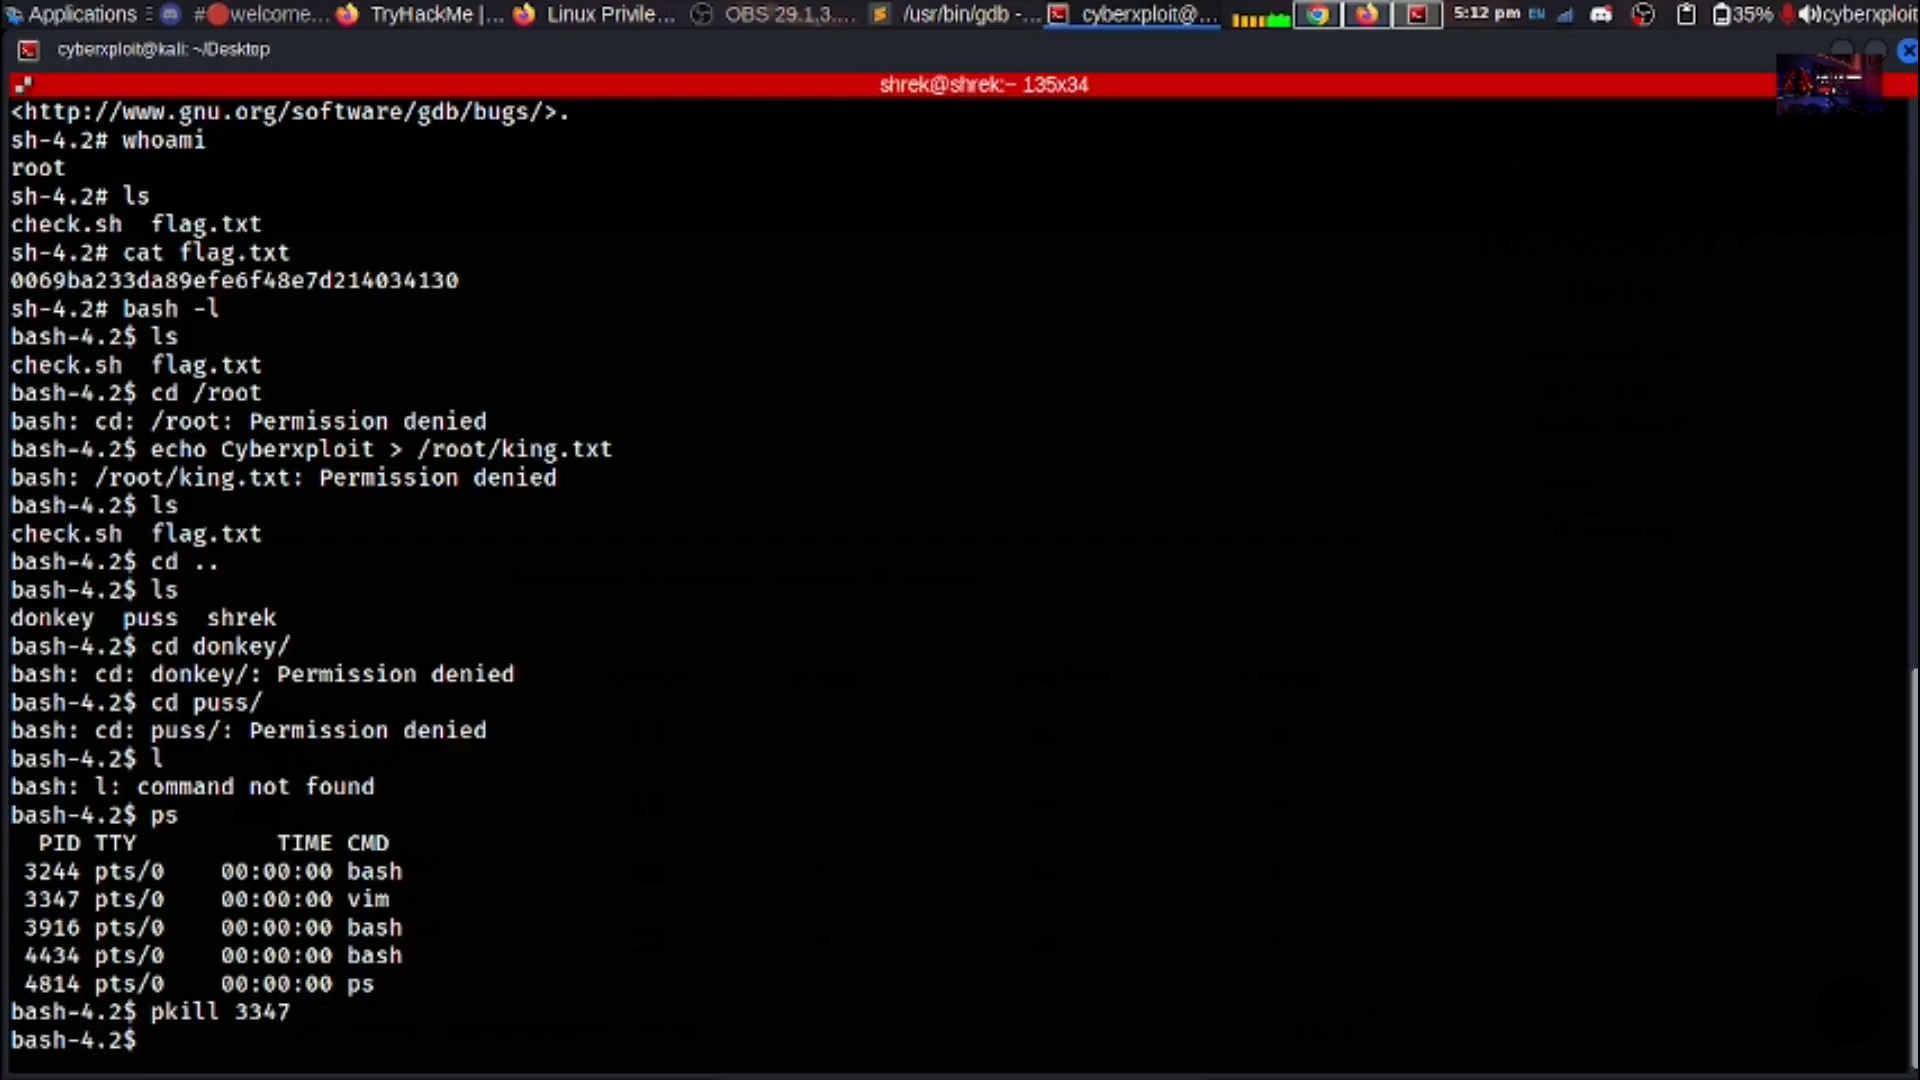 Applications
#🔴welcome...
TryHackMe |...
Linux Privile...
OBS 29.1.3....
/usr/bin/gdb -...
cyberxploit@...
5:12 pm
EN
35%
cyberxploit
cyberxploit@kali: ~/Desktop
shrek@shrek:~ 135x34
<http://www.gnu.org/software/gdb/bugs/>.
sh-4.2# whoami
root
sh-4.2# ls
check.sh  flag.txt
sh-4.2# cat flag.txt
0069ba233da89efe6f48e7d214034130
sh-4.2# bash -l
bash-4.2$ ls
check.sh  flag.txt
bash-4.2$ cd /root
bash: cd: /root: Permission denied
bash-4.2$ echo Cyberxploit > /root/king.txt
bash: /root/king.txt: Permission denied
bash-4.2$ ls
check.sh  flag.txt
bash-4.2$ cd ..
bash-4.2$ ls
donkey  puss  shrek
bash-4.2$ cd donkey/
bash: cd: donkey/: Permission denied
bash-4.2$ cd puss/
bash: cd: puss/: Permission denied
bash-4.2$ l
bash: l: command not found
bash-4.2$ ps
  PID TTY          TIME CMD
 3244 pts/0    00:00:00 bash
 3347 pts/0    00:00:00 vim
 3916 pts/0    00:00:00 bash
 4434 pts/0    00:00:00 bash
 4814 pts/0    00:00:00 ps
bash-4.2$ pkill 3347
bash-4.2$